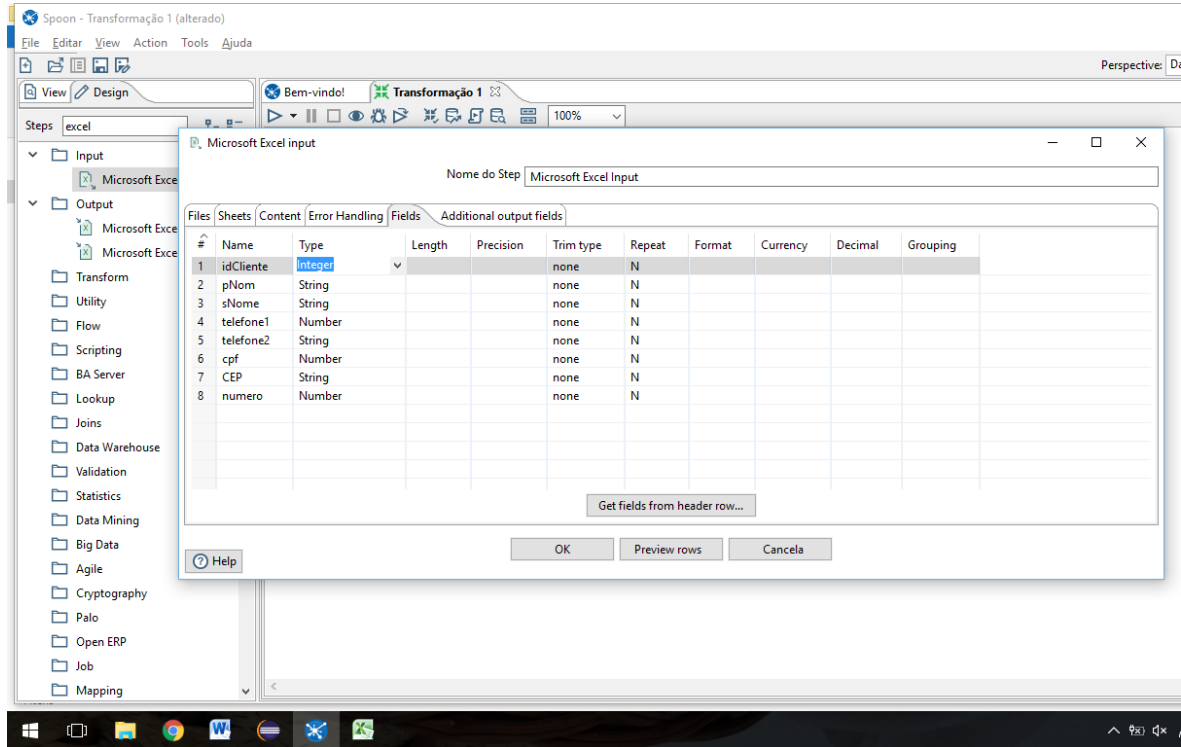 Spoon - Transformação 1 (alterado)
File Editar View Action Tools Ajuda
Perspective: Da
View Design
Bem-vindo! Transformação 1
Steps excel
100%
Microsoft Excel input
Nome do Step Microsoft Excel Input
Input
Microsoft Exce
Output
Microsoft Exce
Microsoft Exce
Transform
Utility
Flow
Scripting
BA Server
Lookup
Joins
Data Warehouse
Validation
Statistics
Data Mining
Big Data
Agile
Cryptography
Palo
Open ERP
Job
Mapping
Files Sheets Content Error Handling Fields Additional output fields
# Name Type Length Precision Trim type Repeat Format Currency Decimal Grouping
1 idCliente Integer none N
2 pNom String none N
3 sNome String none N
4 telefone1 Number none N
5 telefone2 String none N
6 cpf Number none N
7 CEP String none N
8 numero Number none N
Get fields from header row...
OK Preview rows Cancela
Help